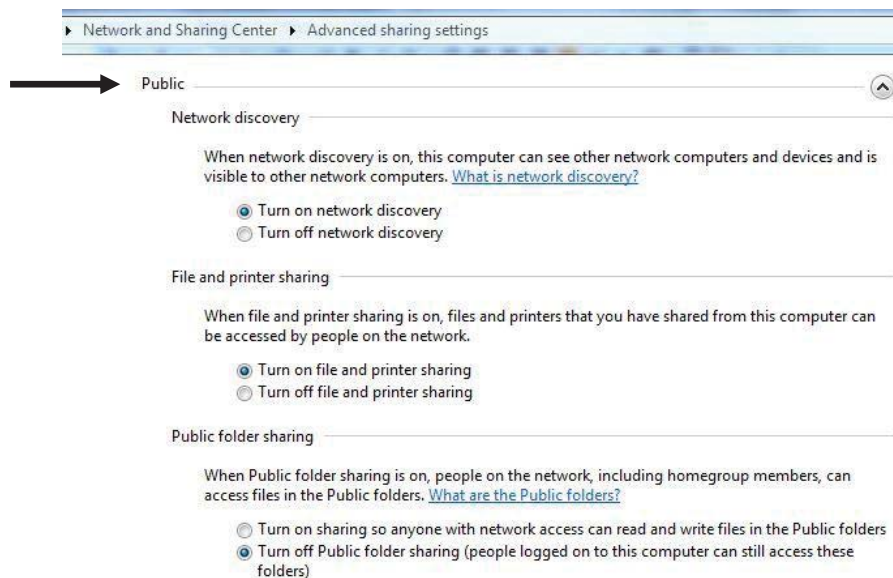 Network and Sharing Center Advanced sharing settings
Public
Network discovery
When network discovery is on, this computer can see other network computers and devices and is
visible to other network computers. What is network discovery?
Turn on network discovery
Turn off network discovery
File and printer sharing
When file and printer sharing is on, files and printers that you have shared from this computer can
be accessed by people on the network.
Turn on file and printer sharing
Turn off file and printer sharing
Public folder sharing
When Public folder sharing is on, people on the network, including homegroup members, can
access files in the Public folders. What are the Public folders?
Turn on sharing so anyone with network access can read and write files in the Public folders
Turn off Public folder sharing (people logged on to this computer can still access these
folders)